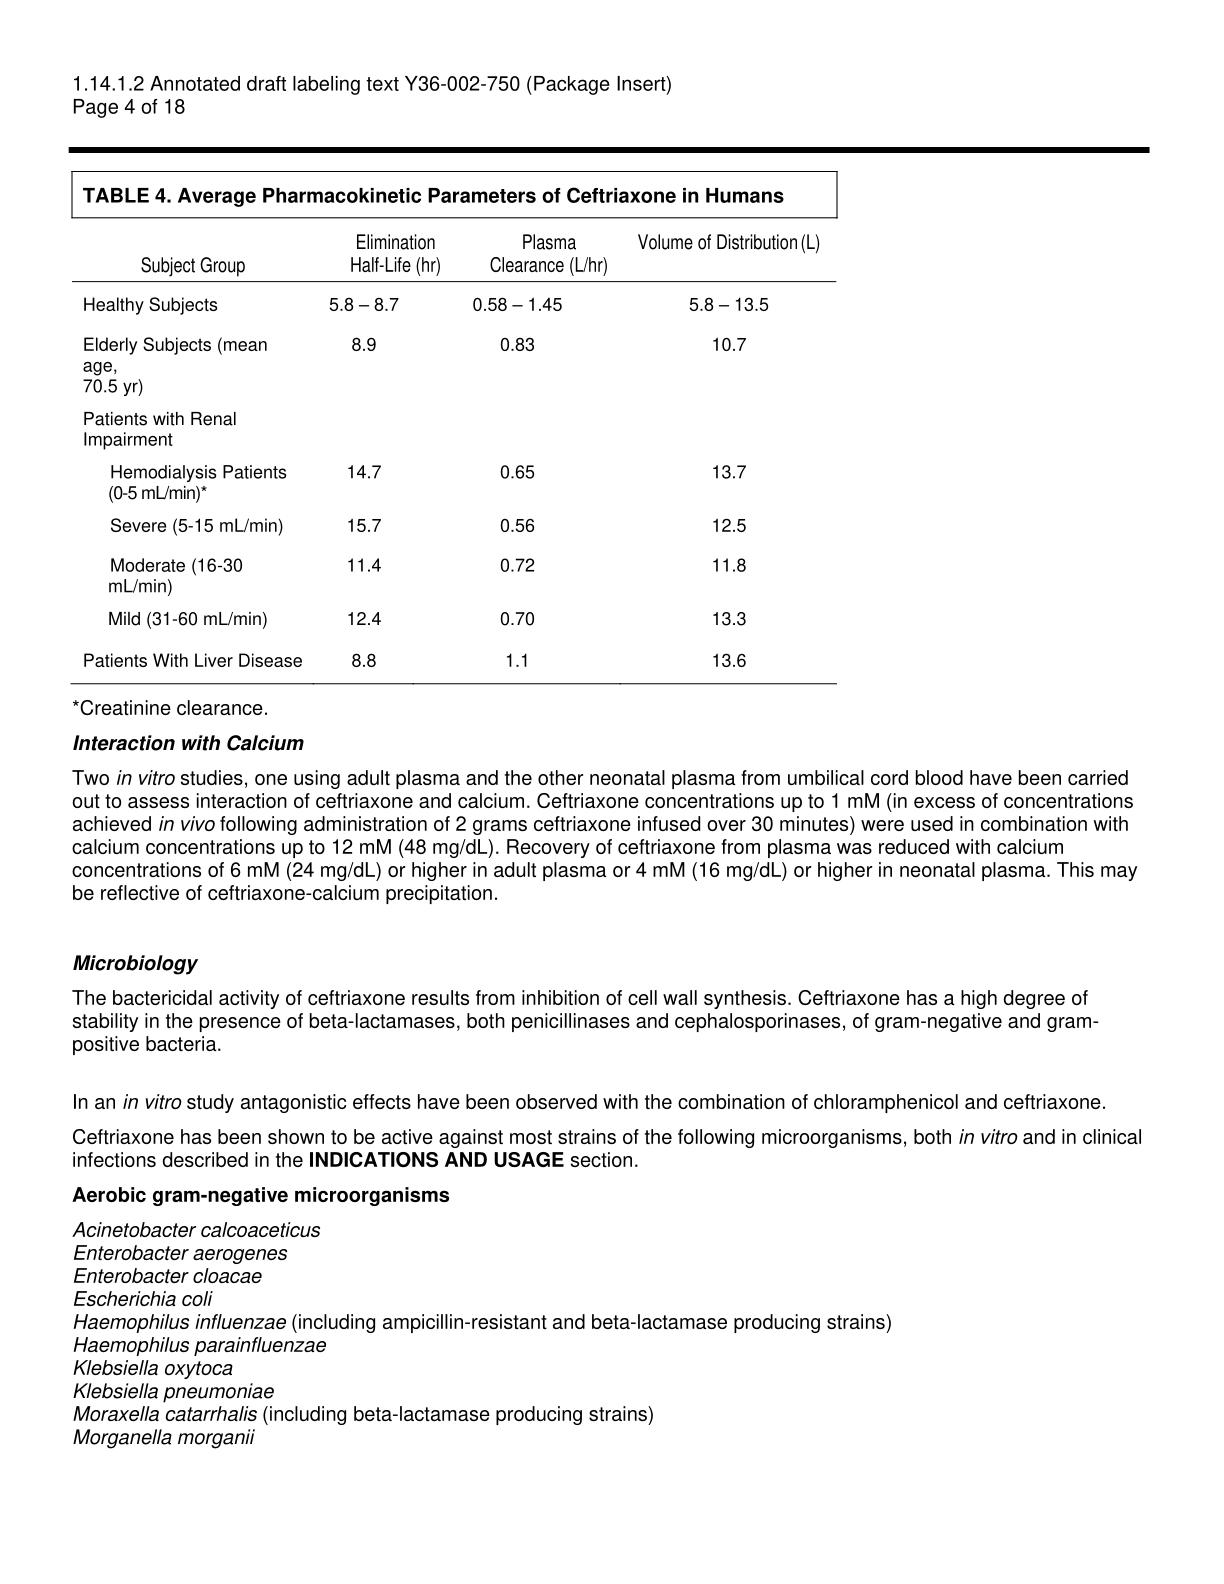 1.14.1.2 Annotated draft labeling text Y36-002-750 (Package Insert)
Page 4 of 18
TABLE 4. Average Pharmacokinetic Parameters of Ceftriaxone in Humans
Subject Group Elimination Half-Life (hr) Plasma Clearance (L/hr) Volume of Distribution (L)
Healthy Subjects 5.8 – 8.7 0.58 – 1.45 5.8 – 13.5
Elderly Subjects (mean 8.9 0.83 10.7
age,
70.5 yr)
Patients with Renal
Impairment
Hemodialysis Patients 14.7 0.65 13.7
(0-5 mL/min)*
Severe (5-15 mL/min) 15.7 0.56 12.5
Moderate (16-30 11.4 0.72 11.8
mL/min)
Mild (31-60 mL/min) 12.4 0.70 13.3
Patients With Liver Disease 8.8 1.1 13.6
*Creatinine clearance.
Interaction with Calcium
Two in vitro studies, one using adult plasma and the other neonatal plasma from umbilical cord blood have been carried
out to assess interaction of ceftriaxone and calcium. Ceftriaxone concentrations up to 1 mM (in excess of concentrations
achieved in vivo following administration of 2 grams ceftriaxone infused over 30 minutes) were used in combination with
calcium concentrations up to 12 mM (48 mg/dL). Recovery of ceftriaxone from plasma was reduced with calcium
concentrations of 6 mM (24 mg/dL) or higher in adult plasma or 4 mM (16 mg/dL) or higher in neonatal plasma. This may
be reflective of ceftriaxone-calcium precipitation.
Microbiology
The bactericidal activity of ceftriaxone results from inhibition of cell wall synthesis. Ceftriaxone has a high degree of
stability in the presence of beta-lactamases, both penicillinases and cephalosporinases, of gram-negative and gram-
positive bacteria.
In an in vitro study antagonistic effects have been observed with the combination of chloramphenicol and ceftriaxone.
Ceftriaxone has been shown to be active against most strains of the following microorganisms, both in vitro and in clinical
infections described in the INDICATIONS AND USAGE section.
Aerobic gram-negative microorganisms
Acinetobacter calcoaceticus
Enterobacter aerogenes
Enterobacter cloacae
Escherichia coli
Haemophilus influenzae (including ampicillin-resistant and beta-lactamase producing strains)
Haemophilus parainfluenzae
Klebsiella oxytoca
Klebsiella pneumoniae
Moraxella catarrhalis (including beta-lactamase producing strains)
Morganella morganii